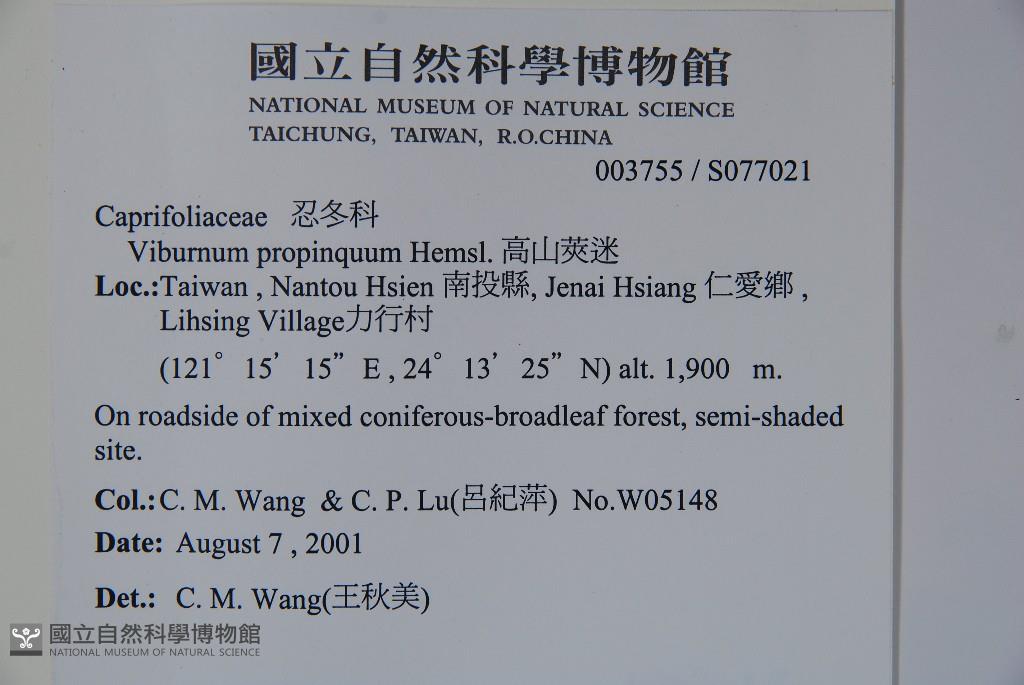 國立自然科學博物館
NATIONAL MUSEUM OF NATURAL SCIENCE
TAICHUNG, TAIWAN, R.O.CHINA
003755 / S077021
Caprifoliaceae 忍冬科
Viburnum propinquum Hemsl. 高山莢迷
Loc.:Taiwan , Nantou Hsien 南投縣, Jenai Hsiang 仁愛鄉 ,
Lihsing Village力行村
(121° 15’ 15” E , 24° 13’ 25” N) alt. 1,900 m.
On roadside of mixed coniferous-broadleaf forest, semi-shaded
site.
Col.:C. M. Wang & C. P. Lu(呂紀萍) No.W05148
Date: August 7 , 2001
Det.: C. M. Wang(王秋美)
國立自然科學博物館
NATIONAL MUSEUM OF NATURAL SCIENCE